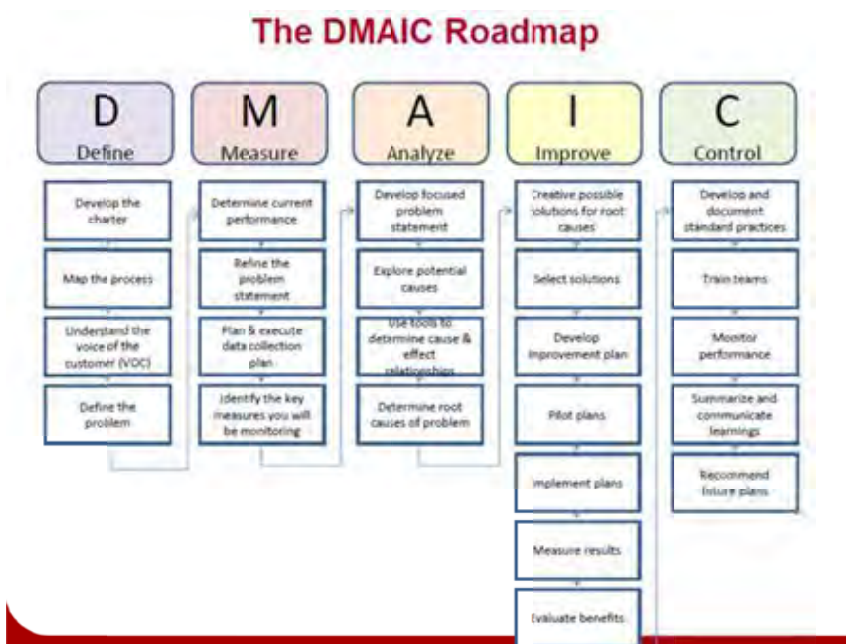 The DMAIC Roadmap
D
Define
Develop the
charter
Map the process
Understand the
voice of the
customer (VOC)
Define the
problem
M
Measure
Determine current
performance
Refine the
problem
statement
Plan & execute
data collection
plan
Identify the key
measures you will
be monitoring
A
Analyze
Develop focused
problem
statement
Explore potential
causes
Use tools to
determine cause &
effect
relationships
Determine root
causes of problem
I
Improve
Creative possible
solutions for root
causes
Select solutions
Develop
improvement plan
Pilot plans
Implement plans
Measure results
Evaluate benefits
C
Control
Develop and
document
standard practices
Train teams
Monitor
performance
Summarize and
communicate
learnings
Recommend
future plans